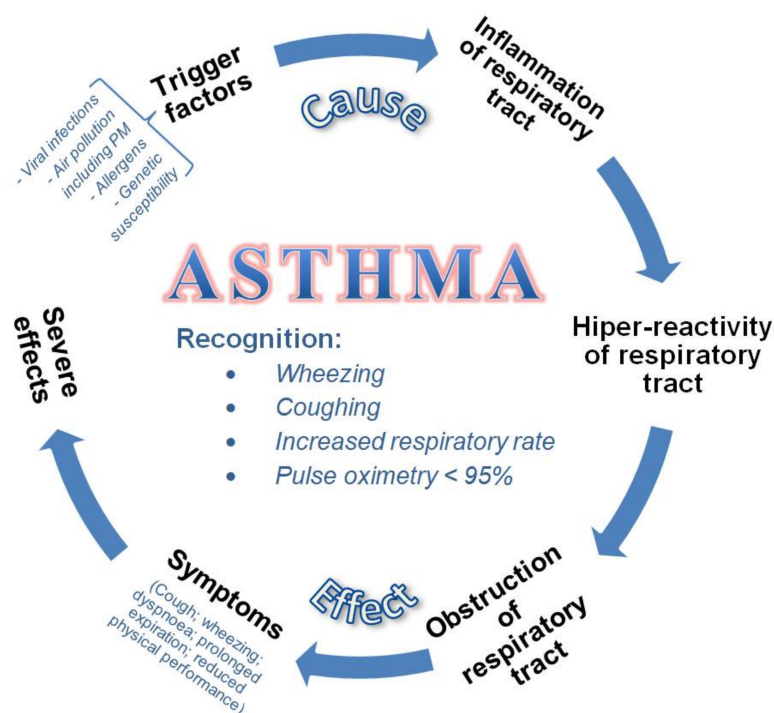 Trigger
factors
- Viral infections
- Air pollution
including PM
- Allergens
- Genetic
susceptibility
Cause
Inflammation
of respiratory
tract
ASTHMA
Recognition:
• Wheezing
• Coughing
• Increased respiratory rate
• Pulse oximetry < 95%
Hiper-reactivity
of respiratory
tract
Obstruction
of
respiratory
tract
Effect
Symptoms
(Cough; wheezing;
dyspnoea; prolonged
expiration; reduced
physical performance)
Severe
effects